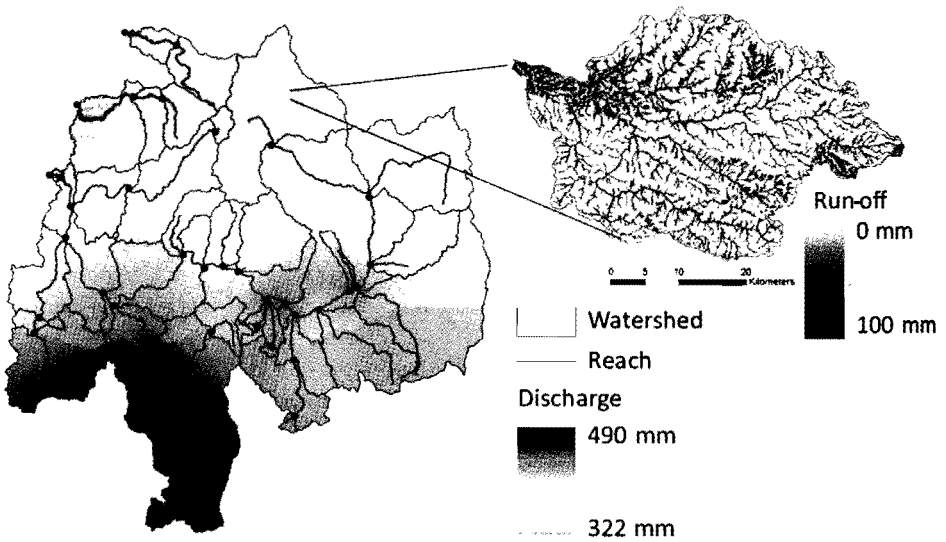 Run-off
0 mm
100 mm
0 5 10 20
Kilometers
Watershed
Reach
Discharge
490 mm
322 mm